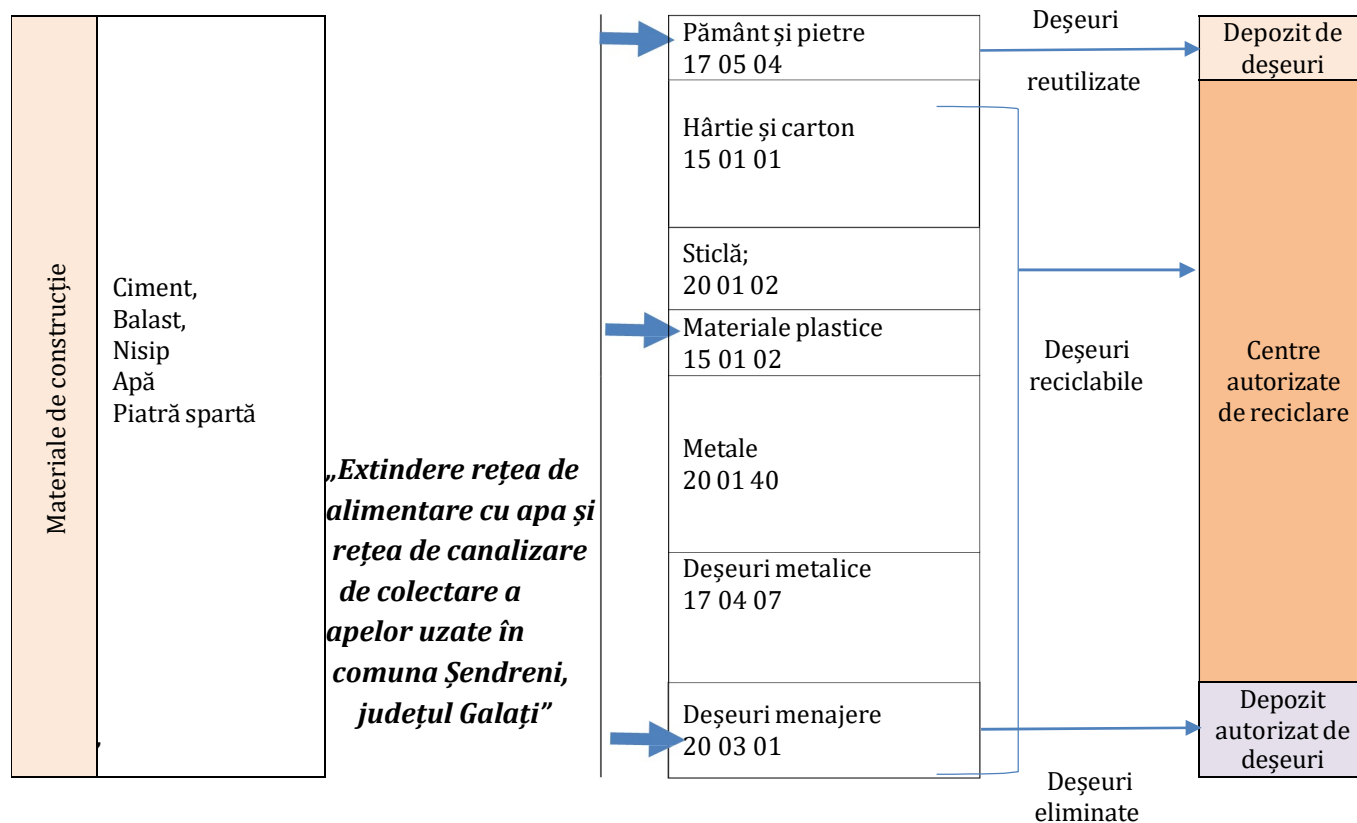 Materiale de construcție
Ciment,
Balast,
Nisip
Apă
Piatră spartă
,
„Extindere rețea de
alimentare cu apa și
rețea de canalizare
de colectare a
apelor uzate în
comuna Șendreni,
județul Galați”
Pământ și pietre
17 05 04
Hârtie și carton
15 01 01
Sticlă;
20 01 02
Materiale plastice
15 01 02
Metale
20 01 40
Deșeuri metalice
17 04 07
Deșeuri menajere
20 03 01
Deșeuri
reutilizate
Deșeuri
reciclabile
Deșeuri
eliminate
Depozit de
deșeuri
Centre
autorizate
de reciclare
Depozit
autorizat de
deșeuri